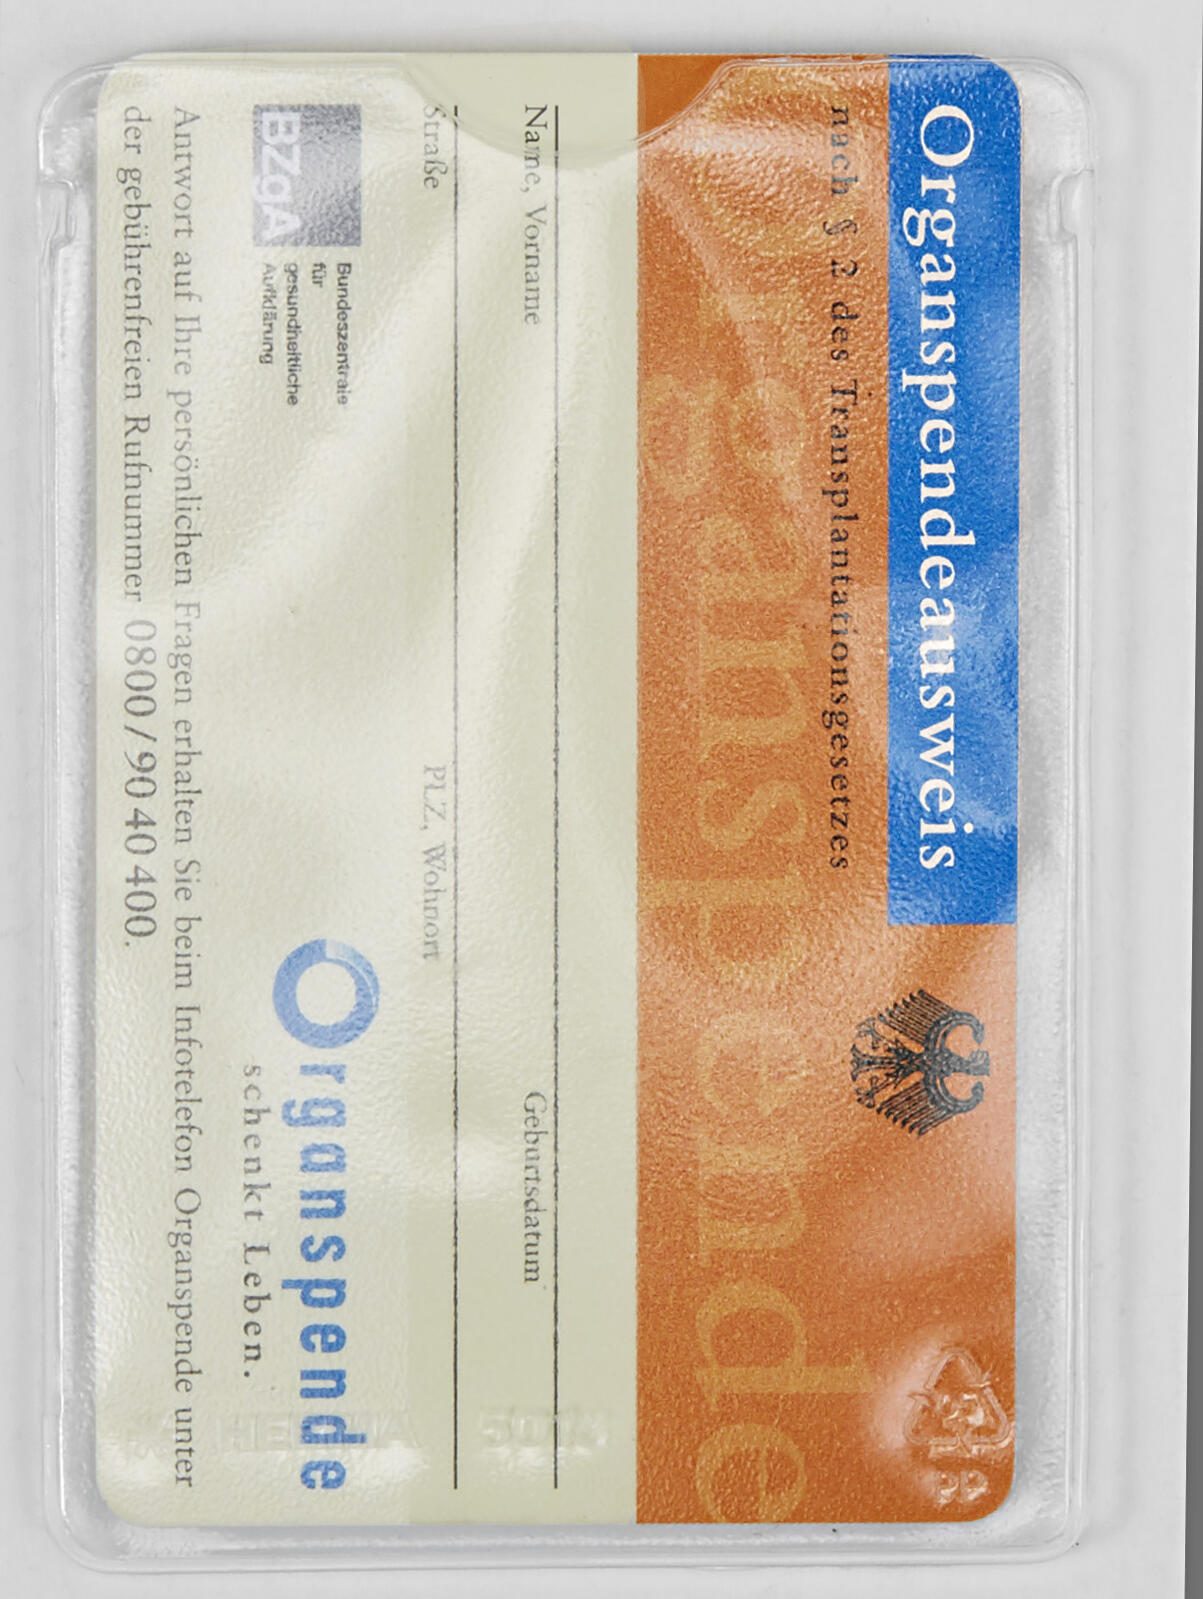 Organspendeausweis
nach § 2 des Transplantationsgesetzes
Organspende
Name, Vorname Geburtsdatum
Straße PLZ, Wohnort
BZgA
Bundeszentrale
für
gesundheitliche
Aufklärung
Organspende
schenkt Leben.
Antwort auf Ihre persönlichen Fragen erhalten Sie beim Infotelefon Organspende unter
der gebührenfreien Rufnummer 0800/90 40 400.
PP